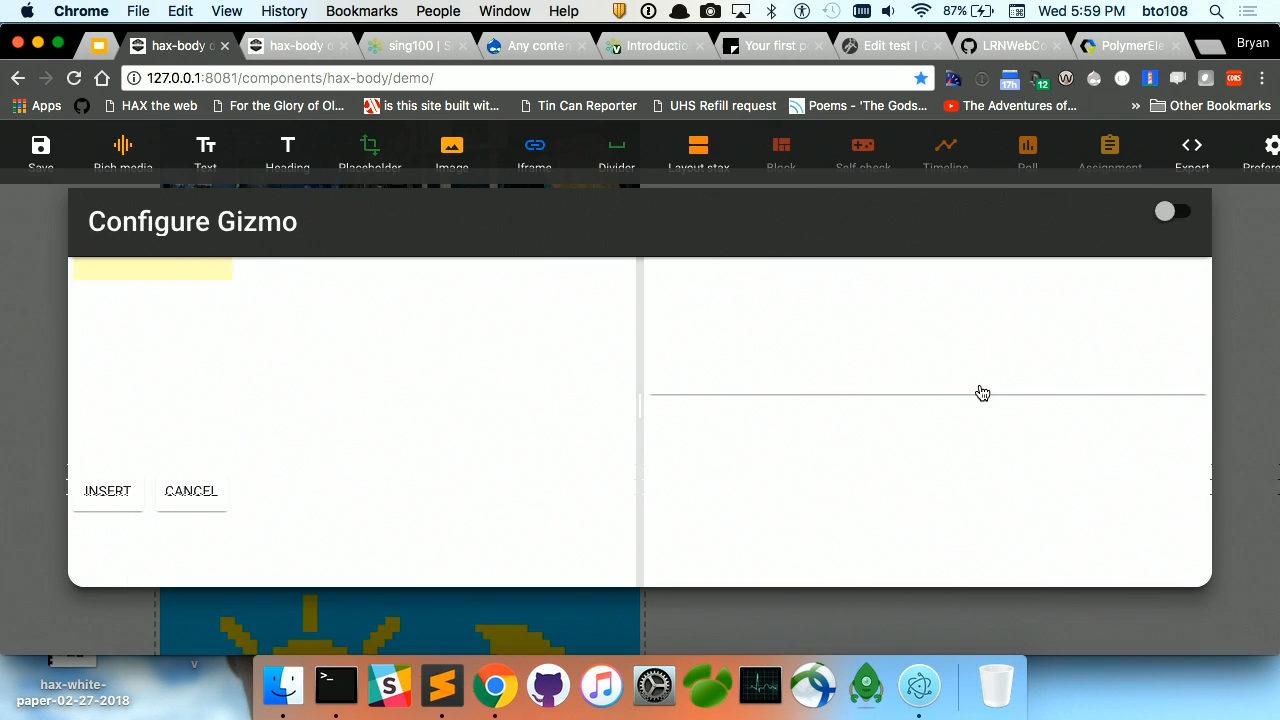 Chrome File Edit View History Bookmarks People Window Help 87% Wed 5:59 PM bto108
hax-body d sing100 | S Any conten Introductio Your first p Edit test | G LRNWebCo PolymerEle Bryan
127.0.0.1:8081/components/hax-body/demo/
17h 12 CORS
Apps HAX the web For the Glory of Ol... is this site built wit... Tin Can Reporter UHS Refill request Poems - 'The Gods... The Adventures of... » Other Bookmarks
Save Rich media Text Heading Placeholder Image Iframe Divider Layout stax Block Self check Timeline Poll Assignment Export Prefere
Configure Gizmo
INSERT CANCEL
v
hax-white-
paper-02-27-2018